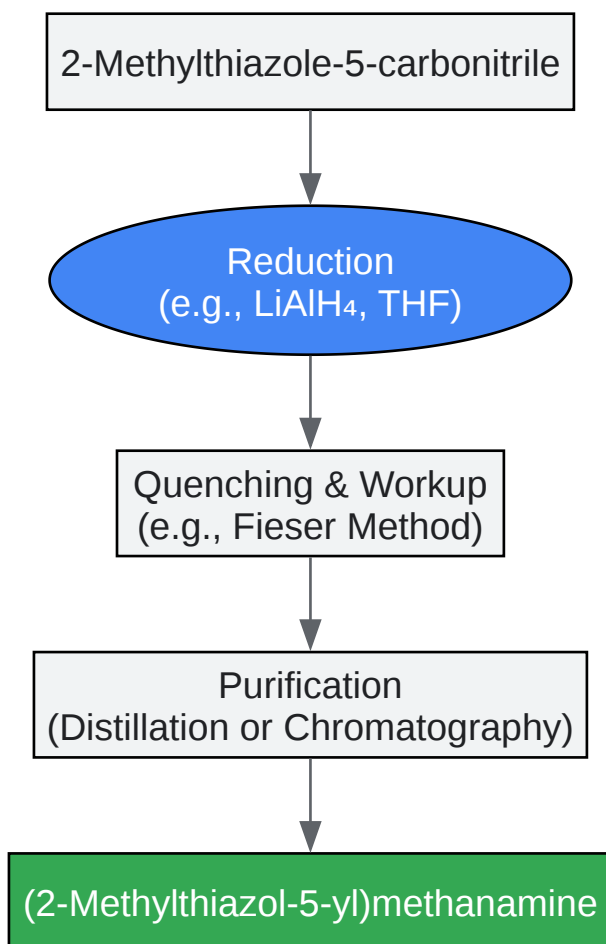 2-Methylthiazole-5-carbonitrile
Reduction
(e.g., LiAlH₄, THF)
Quenching & Workup
(e.g., Fieser Method)
Purification
(Distillation or Chromatography)
(2-Methylthiazol-5-yl)methanamine